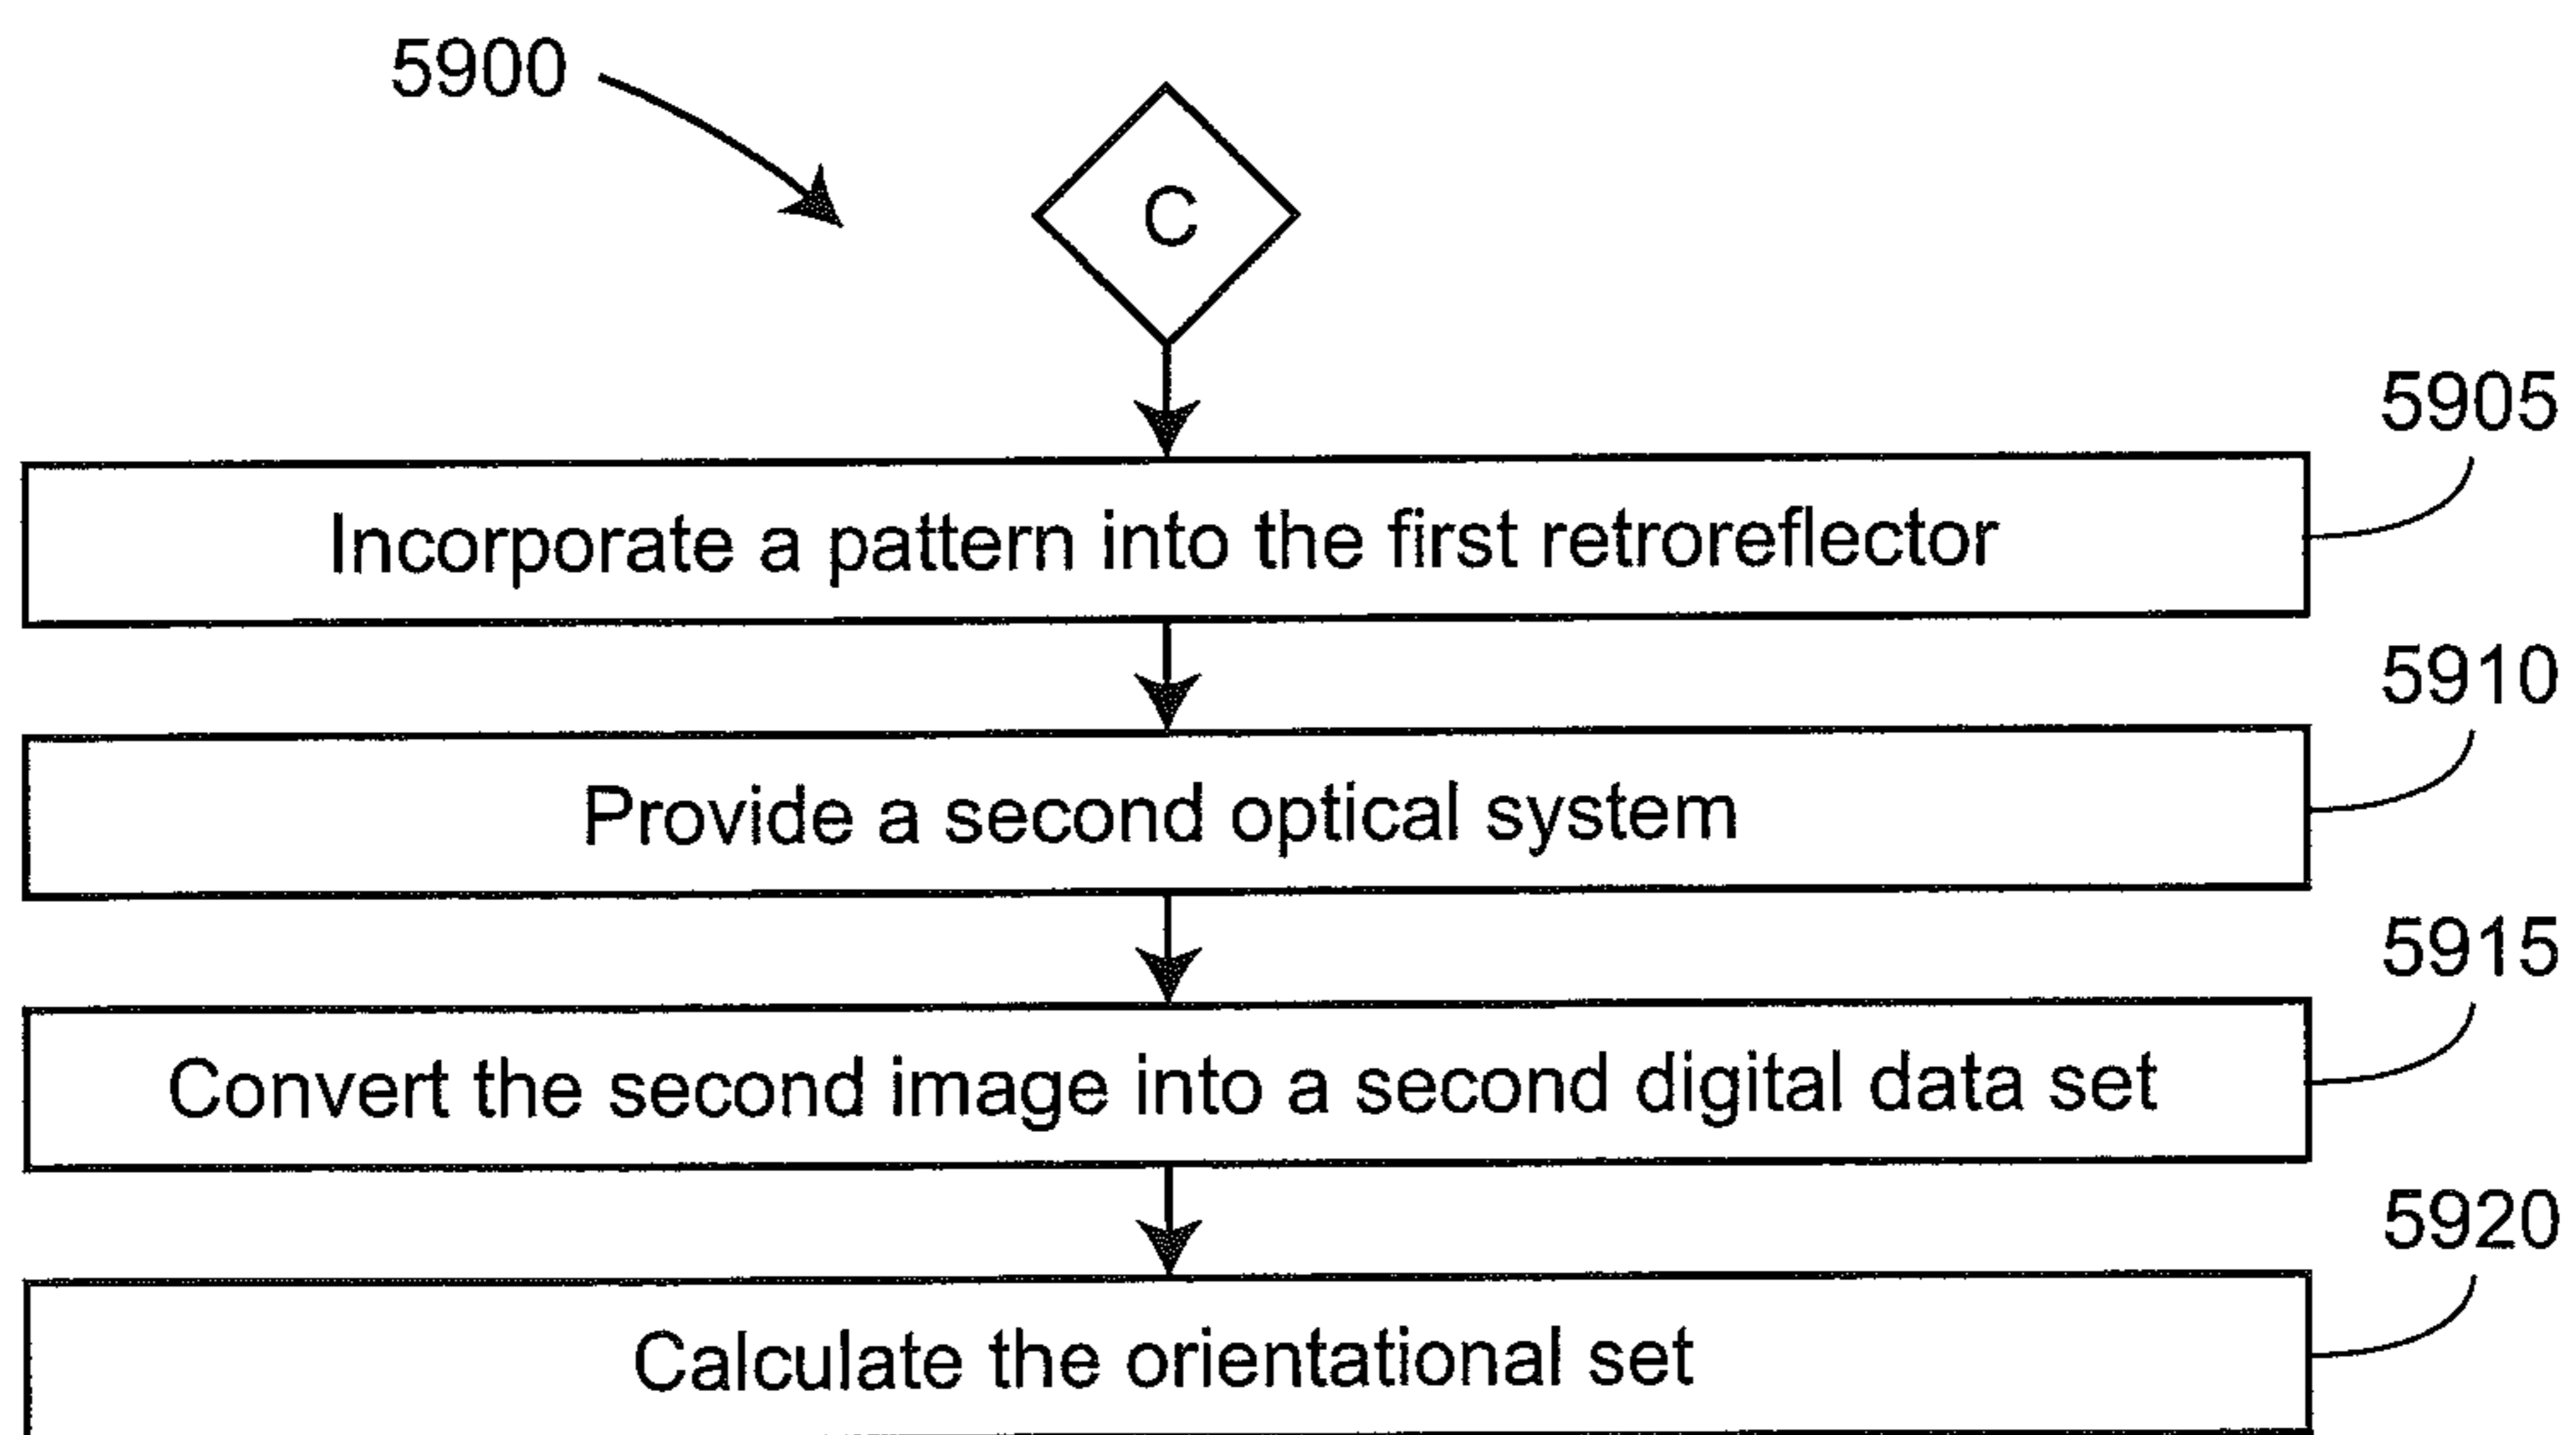 5900
C
5905
Incorporate a pattern into the first retroreflector
5910
Provide a second optical system
5915
Convert the second image into a second digital data set
5920
Calculate the orientational set